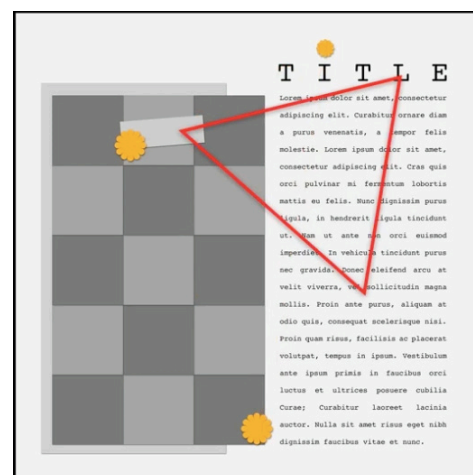 TITLE
Lorem ipsum dolor sit amet, consectetur
adipiscing elit. Curabitur ornare diam
a purus venenatis, a tempor felis
molestie. Lorem ipsum dolor sit amet,
consectetur adipiscing elit. Cras quis
orci pulvinar mi fermentum lobortis
mattis eu felis. Nunc dignissim purus
ligula, in hendrerit ligula tincidunt
ut. Nam ut ante non orci euismod
imperdiet. In vehicula tincidunt purus
nec gravida. Donec eleifend arcu at
velit viverra, vel sollicitudin magna
mollis. Proin ante purus, aliquam at
odio quis, consequat scelerisque nisi.
Proin quam risus, facilisis ac placerat
volutpat, tempus in ipsum. Vestibulum
ante ipsum primis in faucibus orci
luctus et ultrices posuere cubilia
Curae; Curabitur laoreet lacinia
auctor. Nulla sit amet risus eget nibh
dignissim faucibus vitae et nunc.